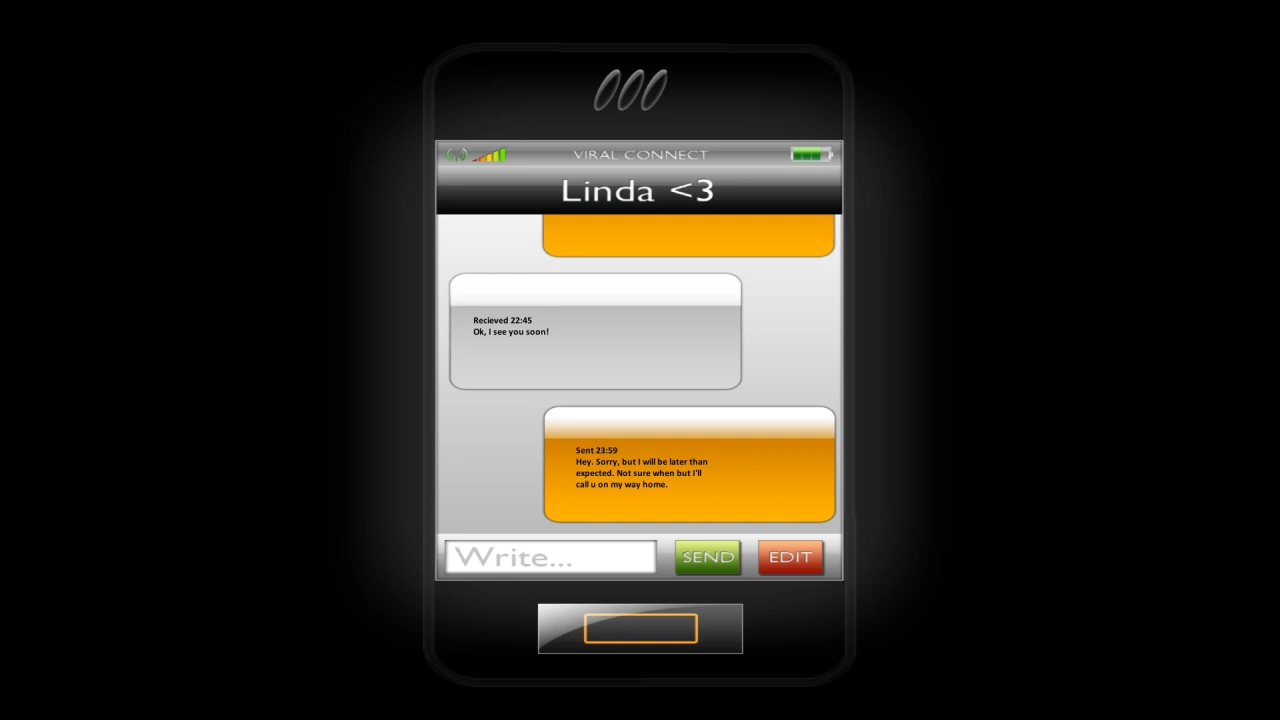 VIRAL CONNECT
Linda <3
Recieved 22:45
Ok, I see you soon!
Sent 23:59
Hey. Sorry, but I will be later than
expected. Not sure when but I'll
call u on my way home.
Write...
SEND
EDIT